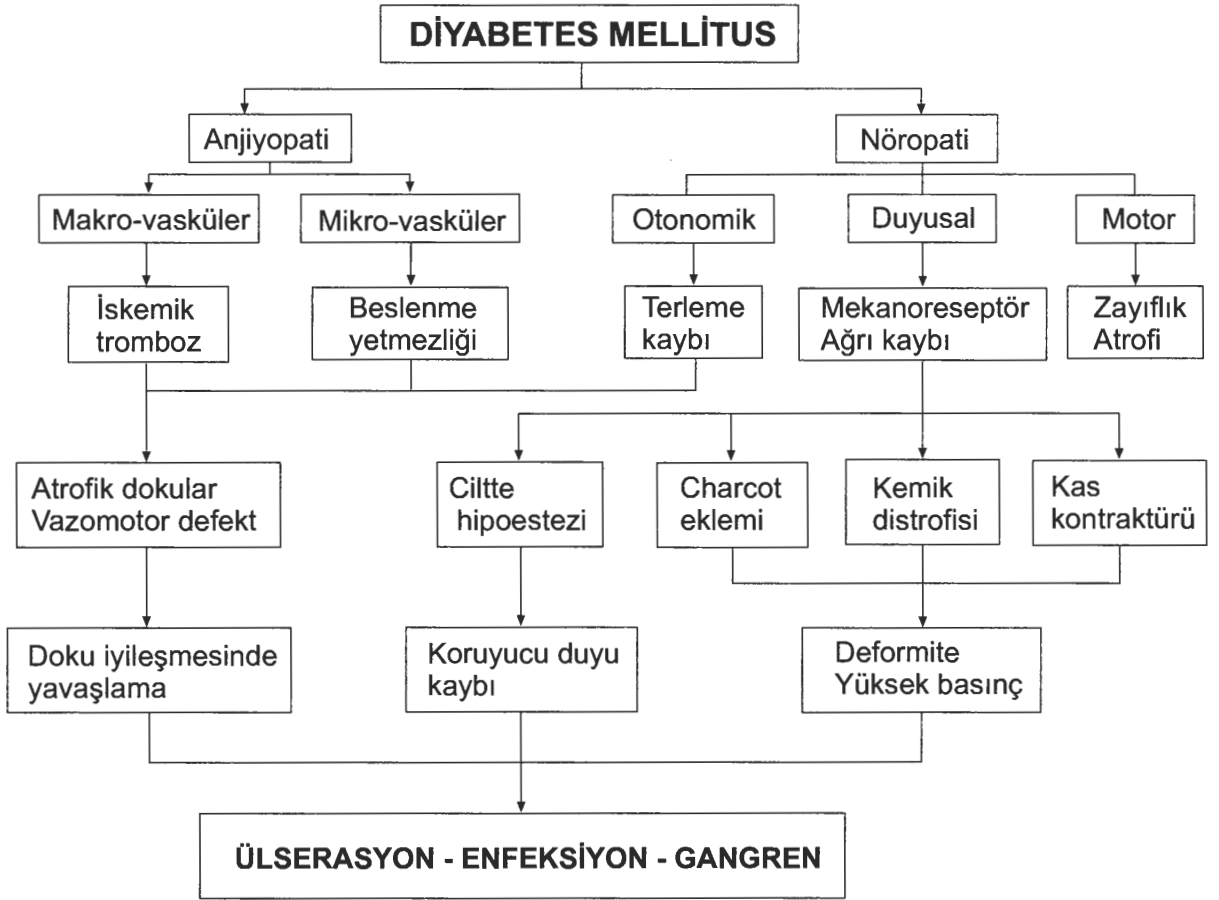 DİYABETES MELLİTUS
Anjiyopati
Nöropati
Makro-vasküler
Mikro-vasküler
Otonomik
Duyusal
Motor
İskemik
tromboz
Beslenme
yetmezliği
Terleme
kaybı
Mekanoreseptör
Ağrı kaybı
Zayıflık
Atrofi
Atrofik dokular
Vazomotor defekt
Ciltte
hipoestezi
Charcot
eklemi
Kemik
distrofisi
Kas
kontraktürü
Doku iyileşmesinde
yavaşlama
Koruyucu duyu
kaybı
Deformite
Yüksek basınç
ÜLSERASYON - ENFEKSİYON - GANGREN